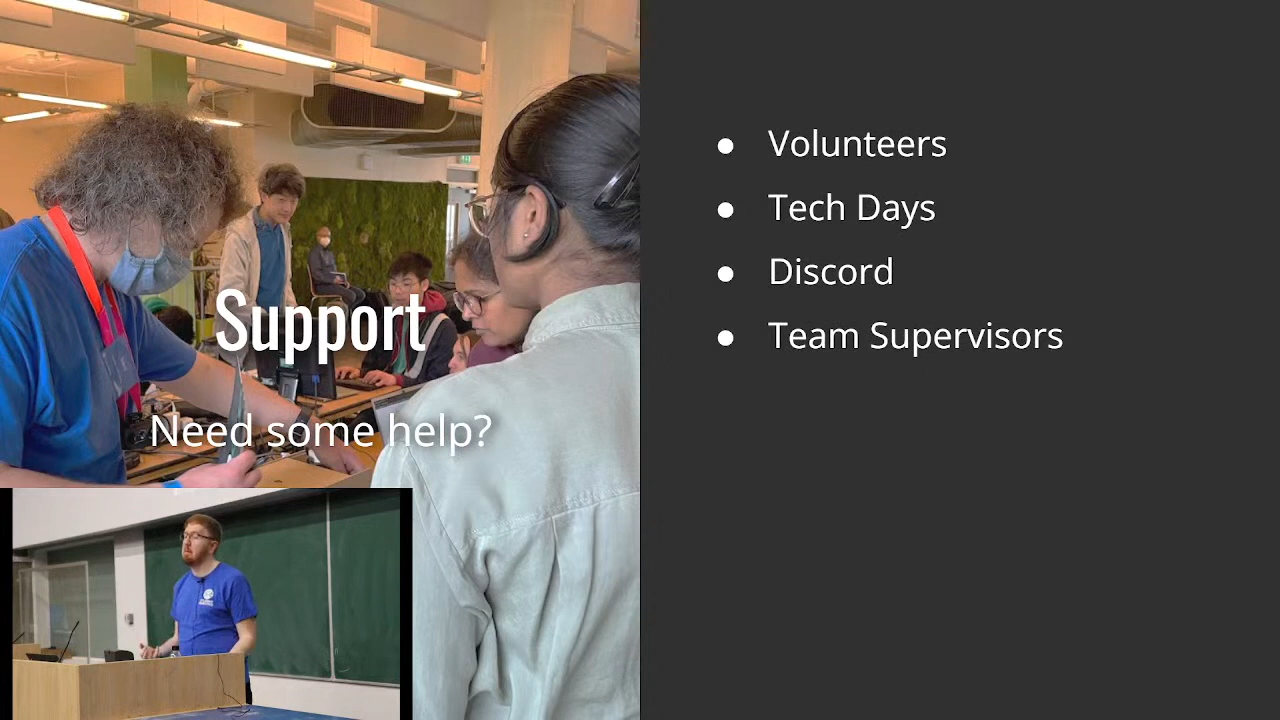 Support
Need some help?
● Volunteers
● Tech Days
● Discord
● Team Supervisors